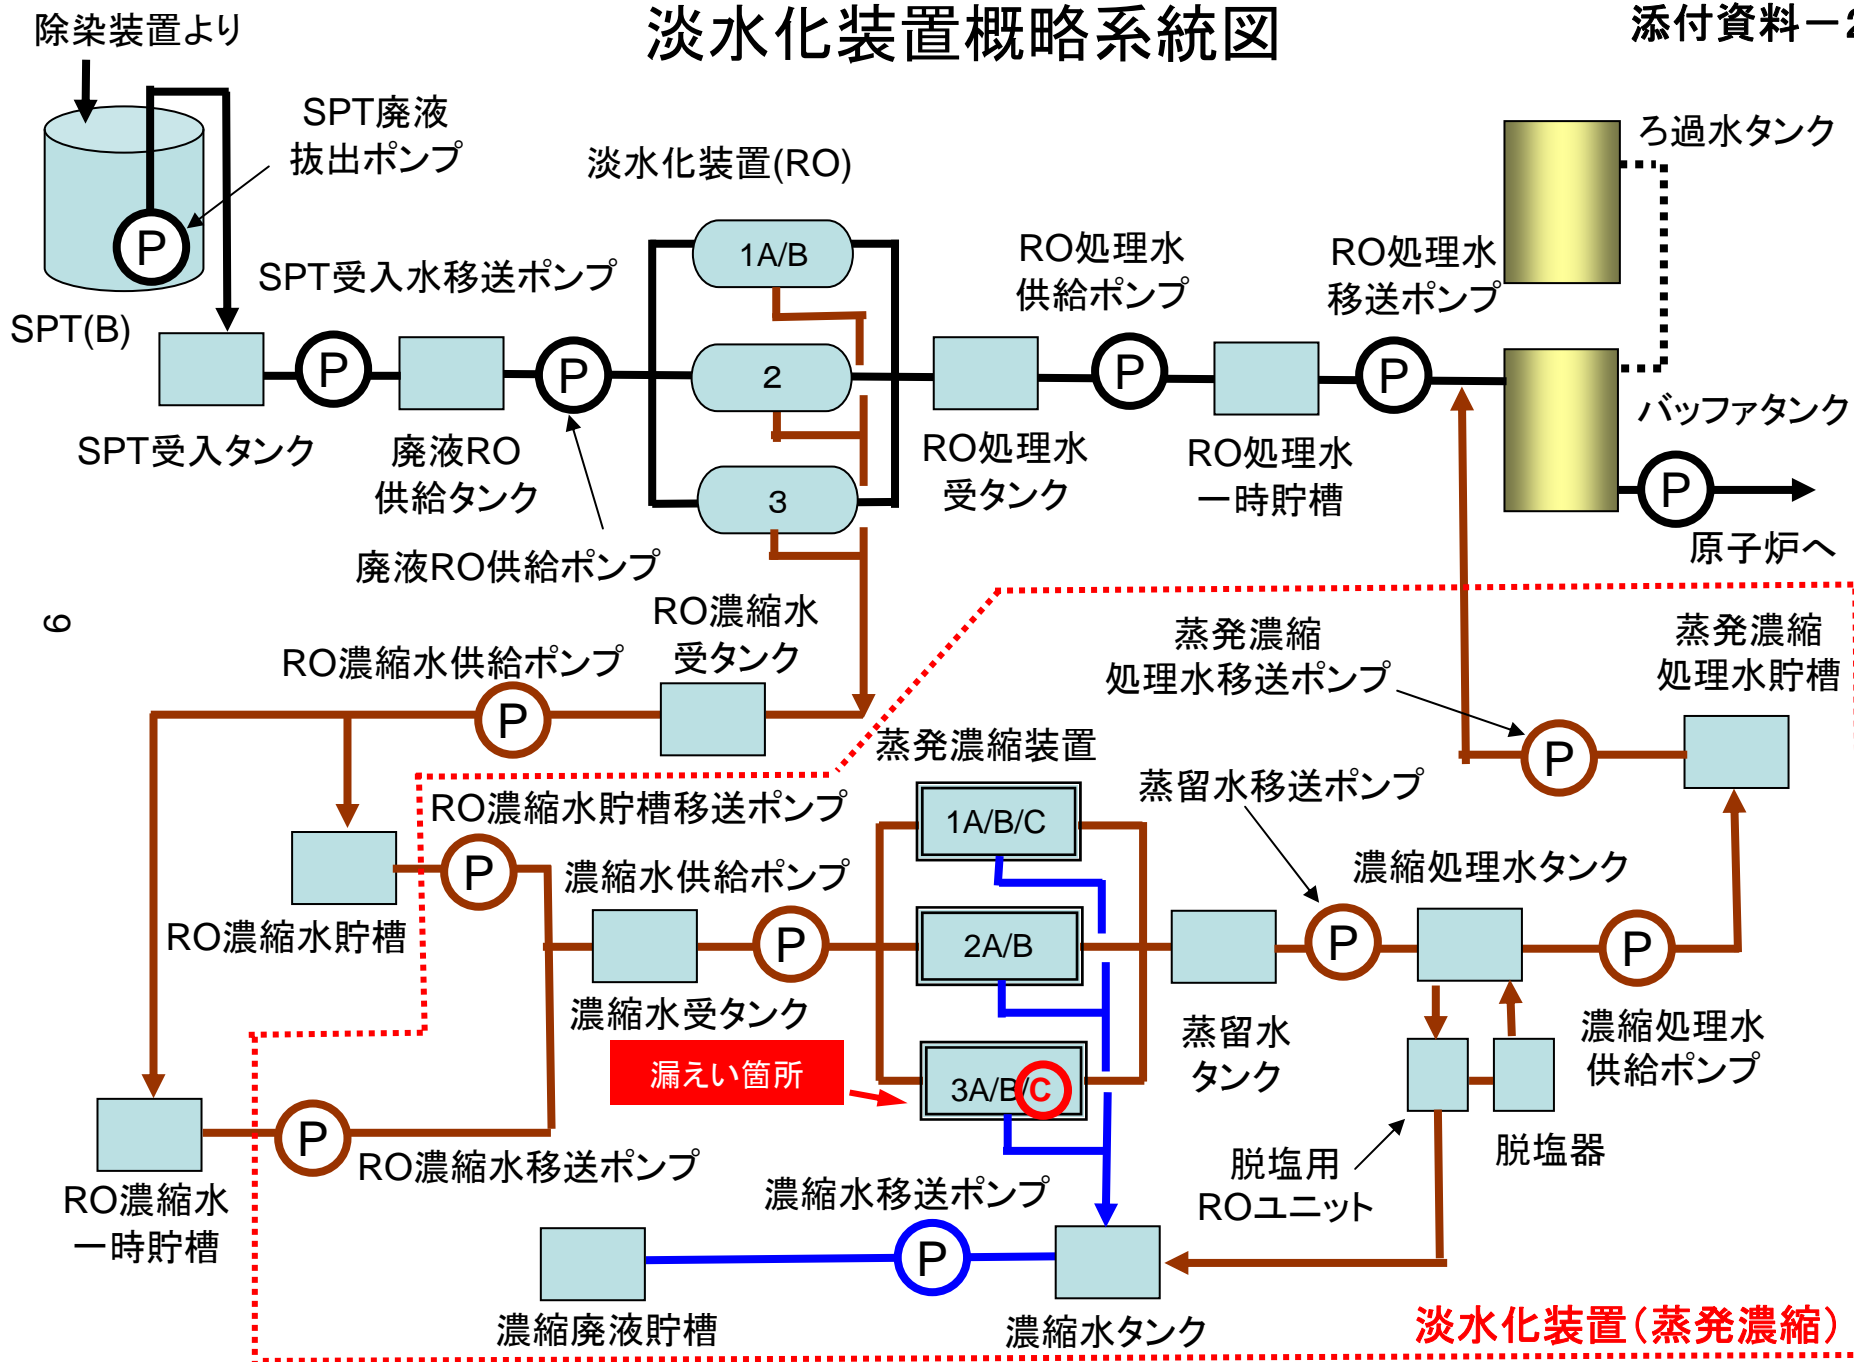 淡水化装置概略系統図
添付資料－2
除染装置より
SPT廃液
抜出ポンプ
P
SPT(B)
SPT受入水移送ポンプ
P
SPT受入タンク
廃液RO
供給タンク
P
廃液RO供給ポンプ
淡水化装置(RO)
1A/B
2
3
RO処理水
受タンク
RO処理水
供給ポンプ
P
RO処理水
一時貯槽
RO処理水
移送ポンプ
P
ろ過水タンク
バッファタンク
P
原子炉へ
9
RO濃縮水
受タンク
RO濃縮水供給ポンプ
P
RO濃縮水貯槽
RO濃縮水貯槽移送ポンプ
P
RO濃縮水
一時貯槽
P
RO濃縮水移送ポンプ
濃縮水受タンク
濃縮水供給ポンプ
P
蒸発濃縮装置
1A/B/C
2A/B
3A/B/C
漏えい箇所
蒸留水
タンク
蒸留水移送ポンプ
P
濃縮処理水タンク
P
濃縮処理水
供給ポンプ
蒸発濃縮
処理水貯槽
蒸発濃縮
処理水移送ポンプ
P
脱塩用
ROユニット
脱塩器
濃縮水移送ポンプ
P
濃縮廃液貯槽
濃縮水タンク
淡水化装置（蒸発濃縮）